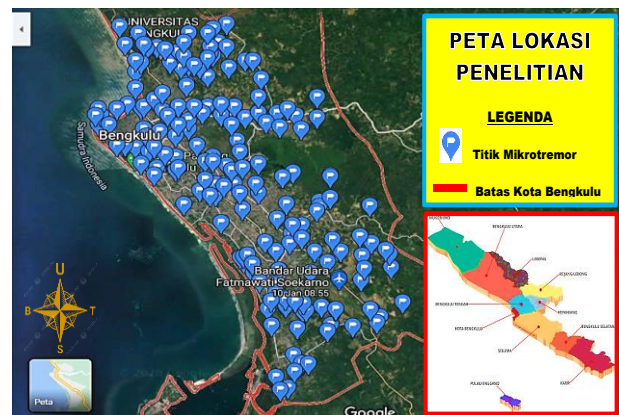 UNIVERSITAS
BENGKULU
Bengkulu
Samudra Indonesia
Bandar Udara
Fatmawati Soekarno
10 Jan 08.55
U
B
T
S
Peta
Google
PETA LOKASI
PENELITIAN
LEGENDA
Titik Mikrotremor
Batas Kota Bengkulu
BENGKULU UTARA
LEBONG
REJANG LEBONG
BENGKULU TENGAH
KEPAHIANG
KOTA BENGKULU
BENGKULU SELATAN
SELUMA
KAUR
PULAU ENGGANO